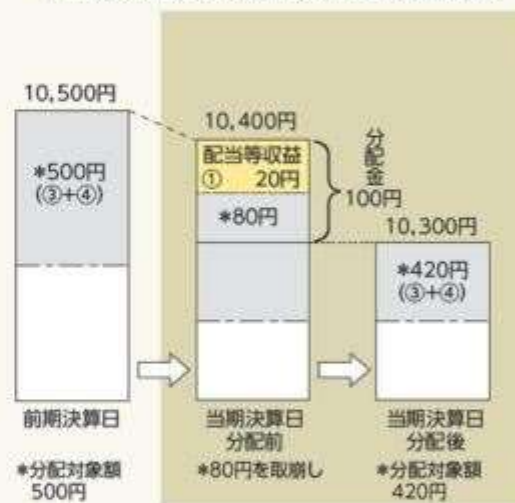 10,500円
*500円
(③+④)
10,400円
配当等収益
① 20円
*80円
分配金
100円
10,300円
*420円
(③+④)
前期決算日
当期決算日
分配前
当期決算日
分配後
*分配対象額
500円
*80円を取崩し
*分配対象額
420円